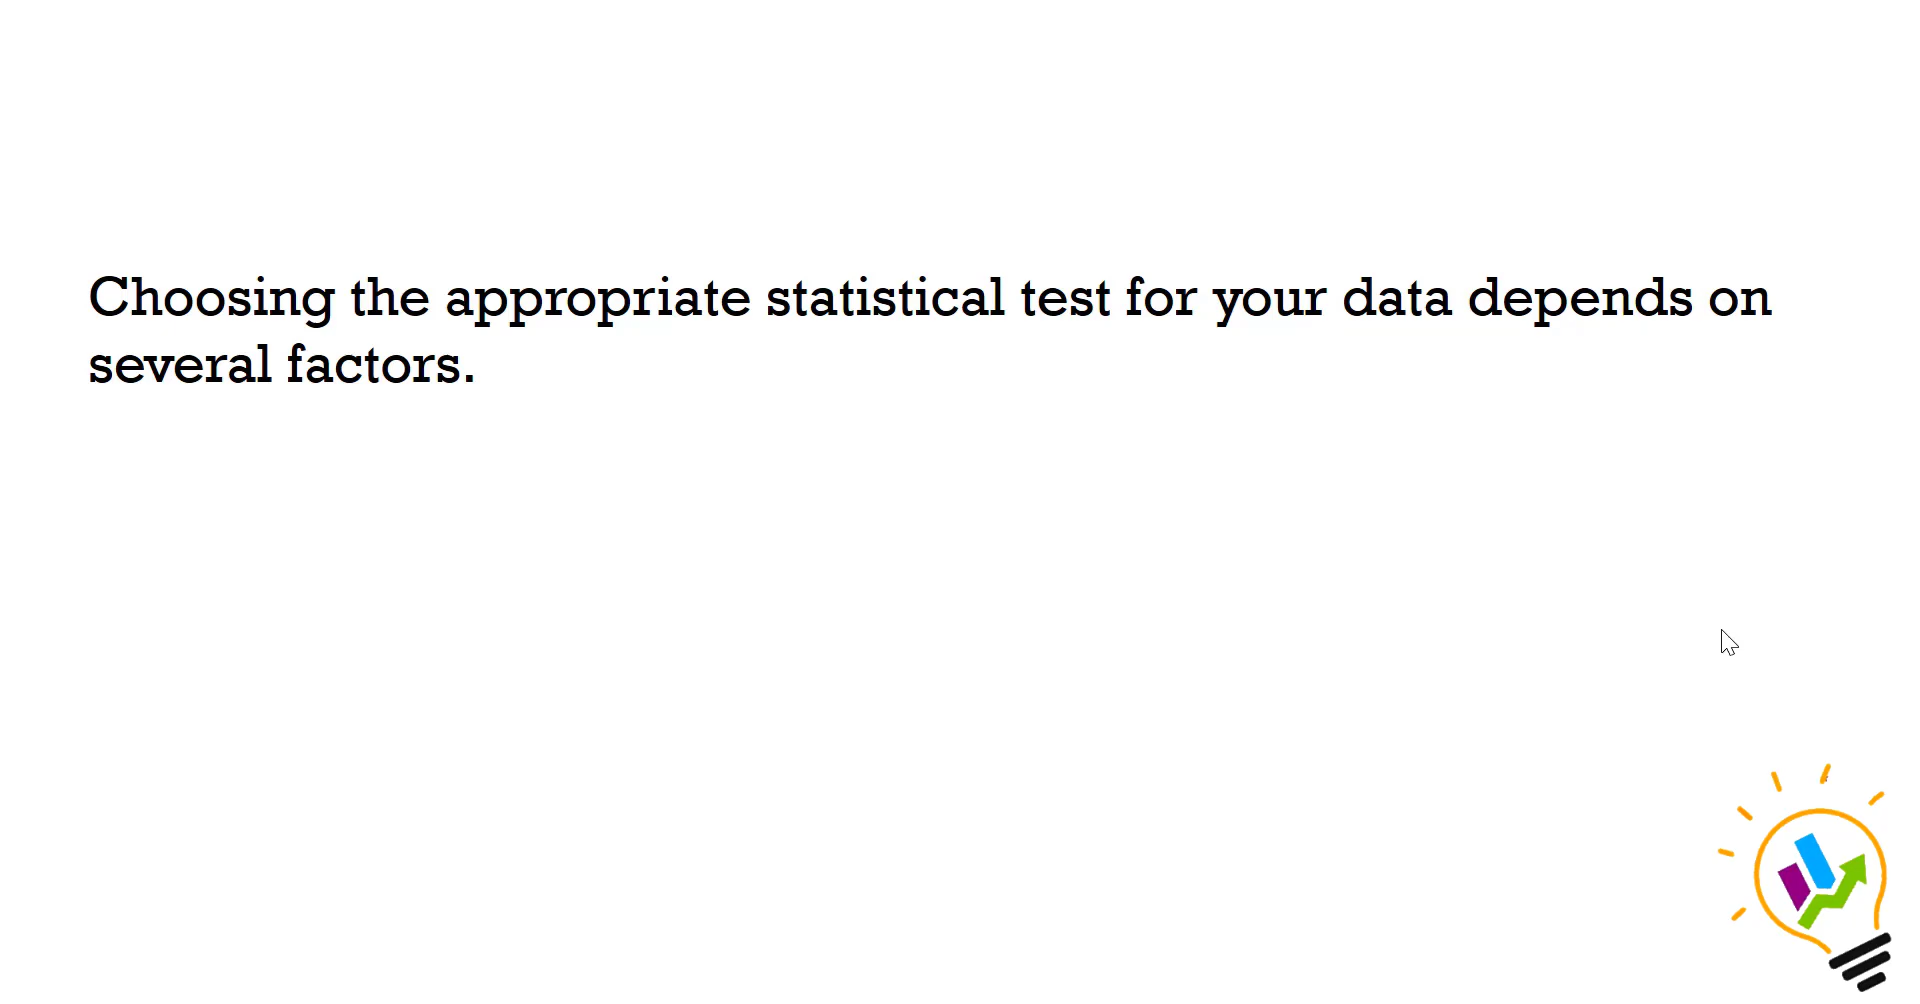 Choosing the appropriate statistical test for your data depends on
several factors.